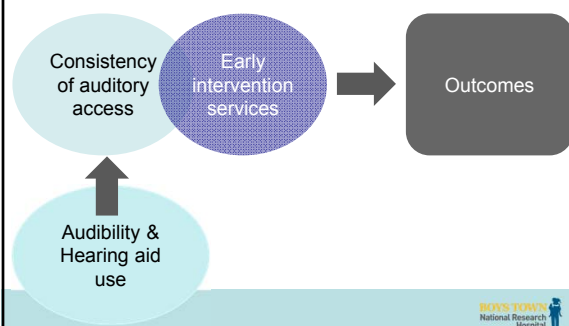 Consistency
of auditory
access
Early
intervention
services
Outcomes
Audibility &
Hearing aid
use
BOYS TOWN
National Research
Hospital